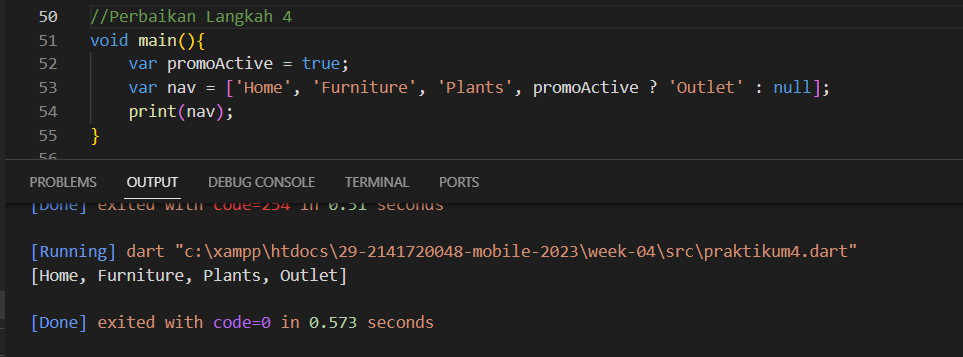 50 //Perbaikan Langkah 4
51 void main(){
52 var promoActive = true;
53 var nav = ['Home', 'Furniture', 'Plants', promoActive ? 'Outlet' : null];
54 print(nav);
55 }
56
PROBLEMS OUTPUT DEBUG CONSOLE TERMINAL PORTS
[Done] exited with code=254 in 0.51 seconds
[Running] dart "c:\xampp\htdocs\29-2141720048-mobile-2023\week-04\src\praktikum4.dart"
[Home, Furniture, Plants, Outlet]
[Done] exited with code=0 in 0.573 seconds